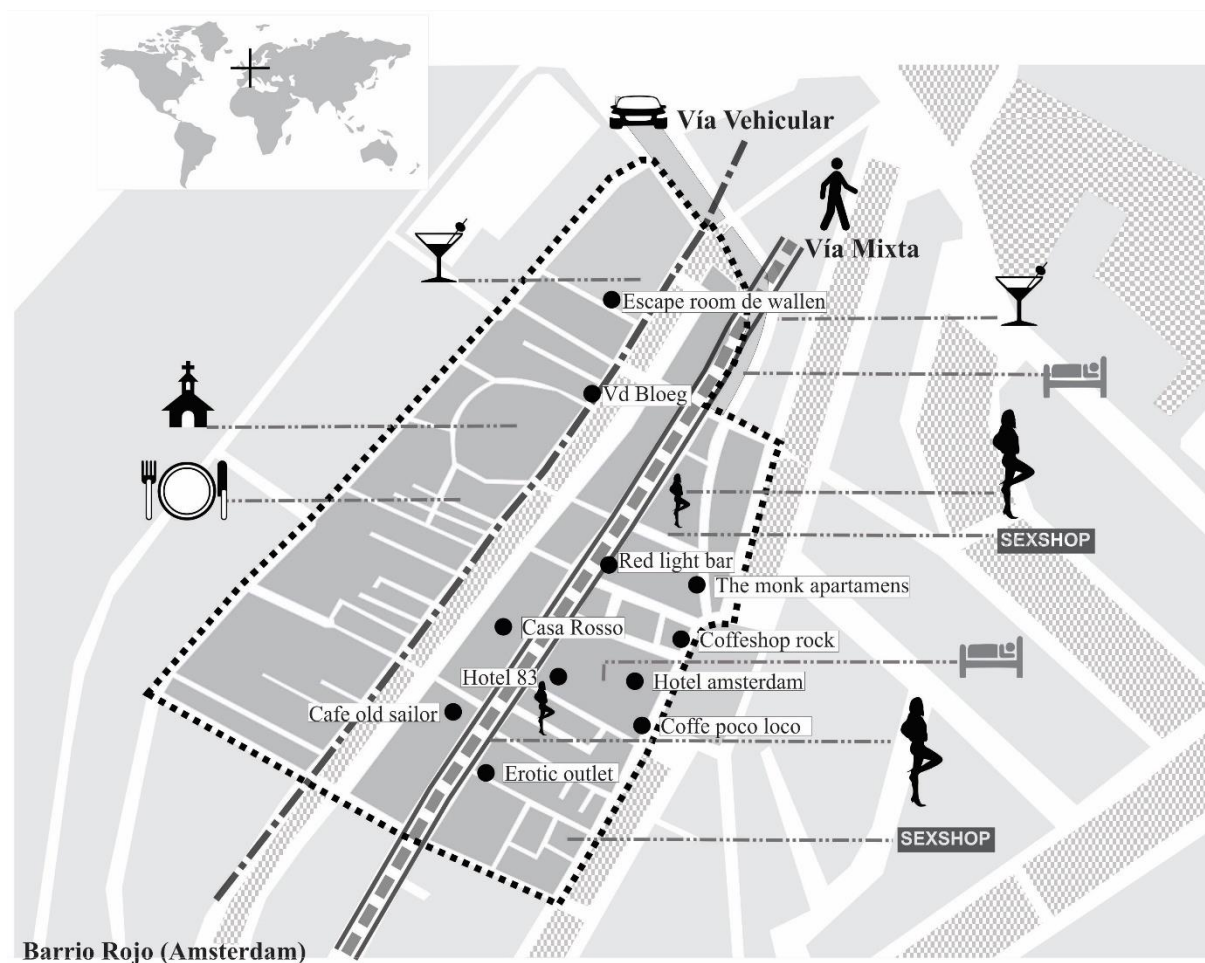 Vía Vehicular
Vía Mixta
Escape room de wallen
Vd Bloeg
SEXSHOP
Red light bar
The monk apartamens
Casa Rosso
Coffeshop rock
Hotel 83
Hotel amsterdam
Cafe old sailor
Coffe poco loco
Erotic outlet
SEXSHOP
Barrio Rojo (Amsterdam)